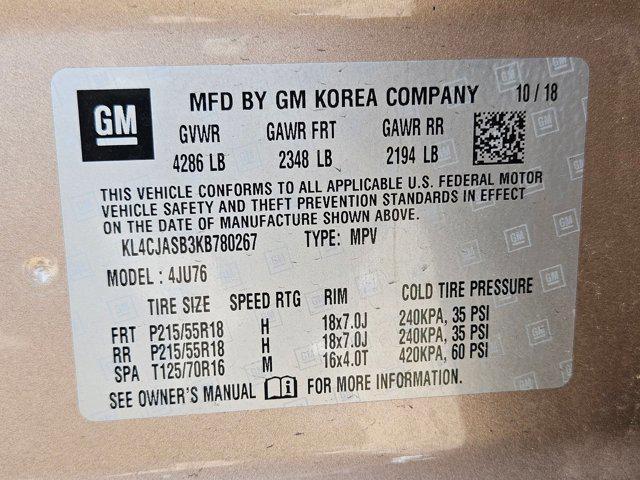 GM MFD BY GM KOREA COMPANY 10 / 18
GVWR GAWR FRT GAWR RR
4286 LB 2348 LB 2194 LB
THIS VEHICLE CONFORMS TO ALL APPLICABLE U.S. FEDERAL MOTOR
VEHICLE SAFETY AND THEFT PREVENTION STANDARDS IN EFFECT
ON THE DATE OF MANUFACTURE SHOWN ABOVE.
KL4CJASB3KB780267 TYPE: MPV
MODEL : 4JU76
TIRE SIZE SPEED RTG RIM COLD TIRE PRESSURE
FRT P215/55R18 H 18x7.0J 240KPA, 35 PSI
RR P215/55R18 H 18x7.0J 240KPA, 35 PSI
SPA T125/70R16 M 16x4.0T 420KPA, 60 PSI
SEE OWNER'S MANUAL FOR MORE INFORMATION.